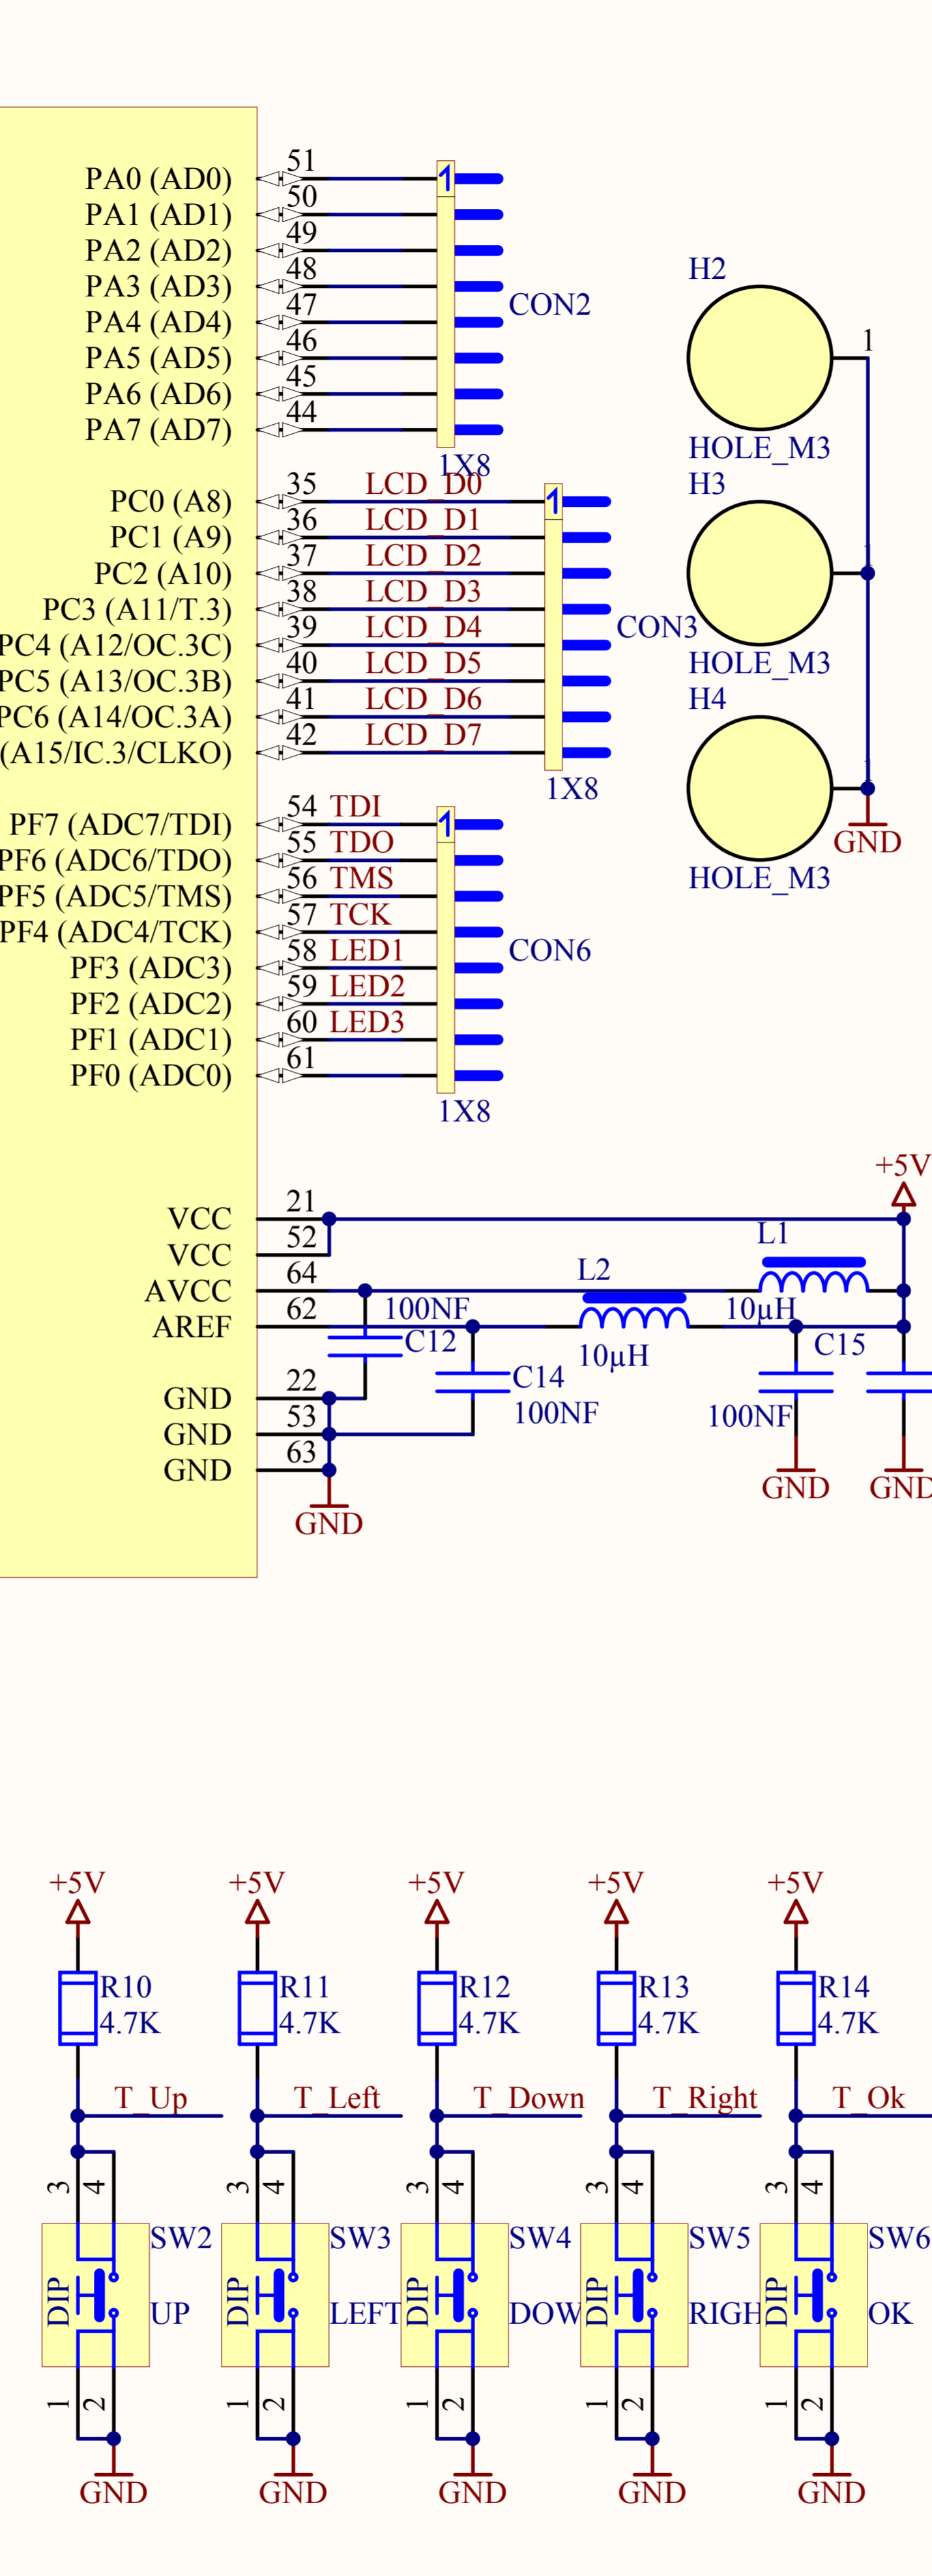 PA0 (AD0) 51 1
PA1 (AD1) 50
PA2 (AD2) 49
H2
PA3 (AD3) 48
CON2
PA4 (AD4) 47
1
PA5 (AD5) 46
PA6 (AD6) 45
PA7 (AD7) 44
HOLE_M3
1X8
H3
PC0 (A8) 35 LCD_D0 1
PC1 (A9) 36 LCD_D1
PC2 (A10) 37 LCD_D2
1
PC3 (A11/T.3) 38 LCD_D3
CON3
PC4 (A12/OC.3C) 39 LCD_D4
HOLE_M3
PC5 (A13/OC.3B) 40 LCD_D5
H4
PC6 (A14/OC.3A) 41 LCD_D6
(A15/IC.3/CLKO) 42 LCD_D7
1
1X8
PF7 (ADC7/TDI) 54 TDI 1
GND
PF6 (ADC6/TDO) 55 TDO
HOLE_M3
PF5 (ADC5/TMS) 56 TMS
PF4 (ADC4/TCK) 57 TCK
CON6
PF3 (ADC3) 58 LED1
PF2 (ADC2) 59 LED2
PF1 (ADC1) 60 LED3
PF0 (ADC0) 61
1X8
+5V
VCC 21
L1
VCC 52
L2
AVCC 64
100NF 10µH
AREF 62
C12 C15
10µH
C14
GND 22
100NF 100NF
GND 53
GND 63
GND GND
GND
+5V +5V +5V +5V +5V
R10 R11 R12 R13 R14
4.7K 4.7K 4.7K 4.7K 4.7K
T_Up T_Left T_Down T_Right T_Ok
3 4 3 4 3 4 3 4 3 4
SW2 SW3 SW4 SW5 SW6
DIP DIP DIP DIP DIP
UP LEFT DOW RIGH OK
1 2 1 2 1 2 1 2 1 2
GND GND GND GND GND